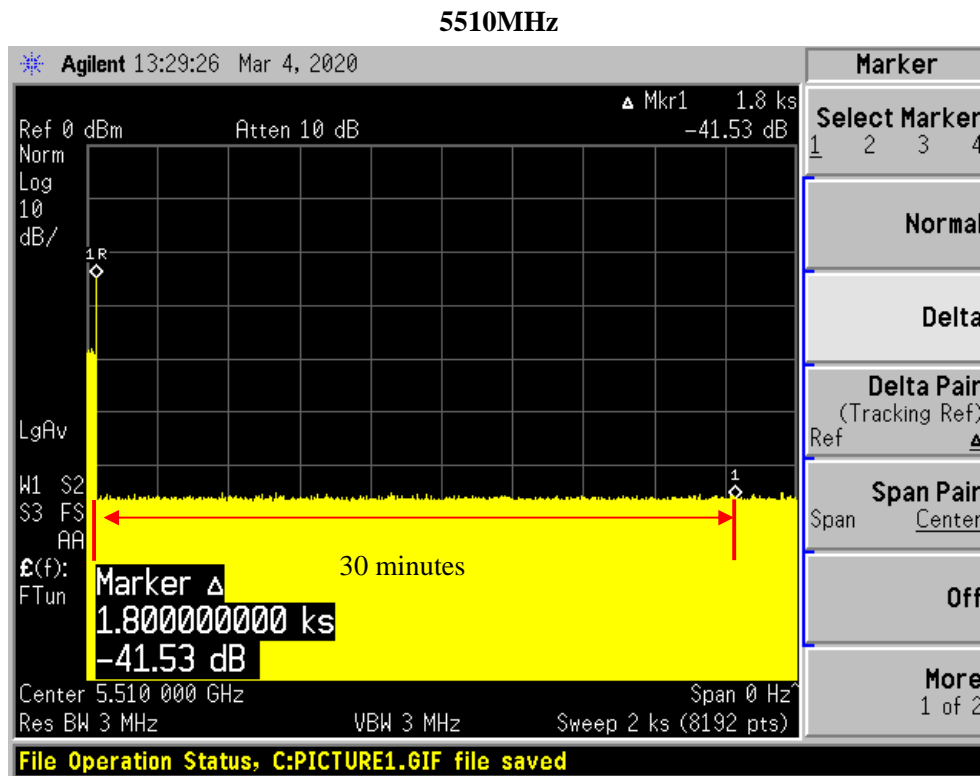 5510MHz
Agilent 13:29:26 Mar 4, 2020
Marker
Δ Mkr1 1.8 ks
Ref 0 dBm Atten 10 dB -41.53 dB
Select Marker
1 2 3 4
Norm
Log
10
dB/
Normal
1R
Delta
Delta Pair
(Tracking Ref)
Ref Δ
LgAv
1
W1 S2
S3 FS
AA
Span Pair
Span Center
£(f):
FTun
30 minutes
Marker Δ
1.800000000 ks
-41.53 dB
Off
Center 5.510 000 GHz Span 0 Hz^
Res BW 3 MHz VBW 3 MHz Sweep 2 ks (8192 pts)
More
1 of 2
File Operation Status, C:PICTURE1.GIF file saved